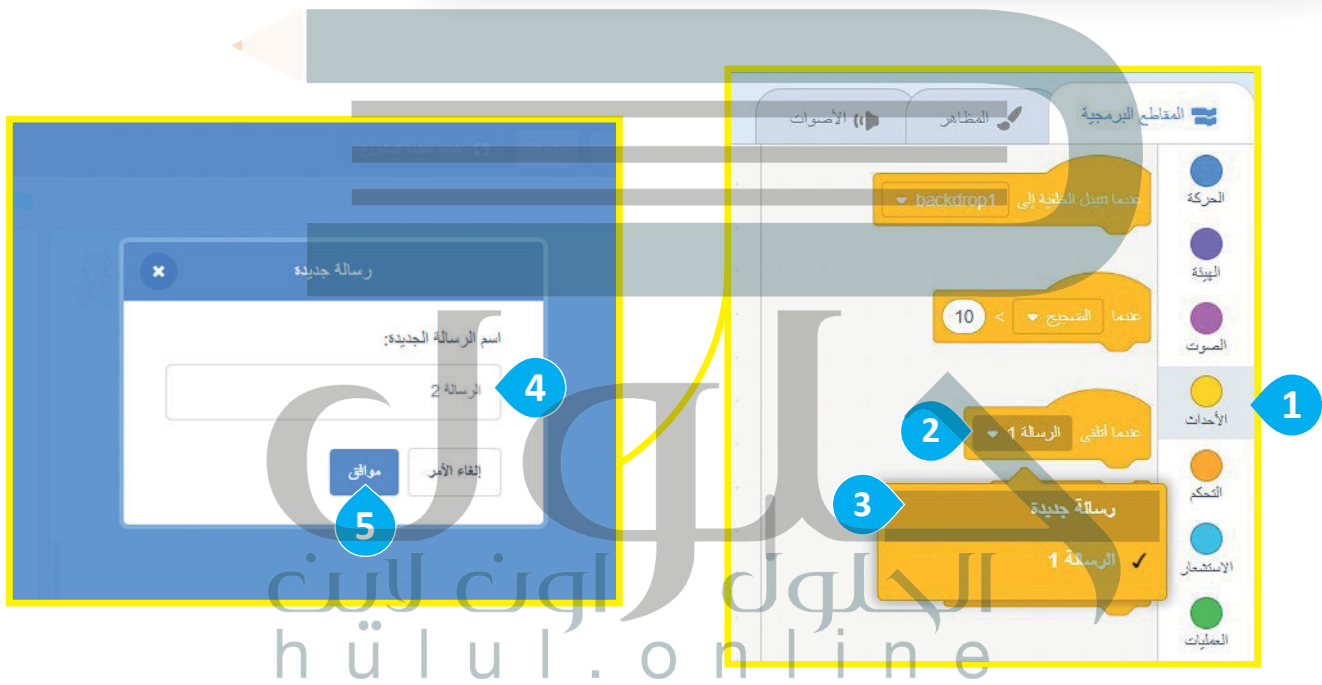 المقاطع البرمجية
المظاهر
الأصوات
الحركة
الهيئة
الصوت
الأحداث
التحكم
الاستشعار
العمليات
عندما تتبدل الخلفية إلى backdrop1
عندما الضجيج > 10
عندما أتلقى الرسالة 1
رسالة جديدة
✓ الرسالة 1
1
2
3
رسالة جديدة
اسم الرسالة الجديدة:
الرسالة 2
4
إلغاء الأمر
موافق
5
حلول
الحلول اون لاين
hülul.online